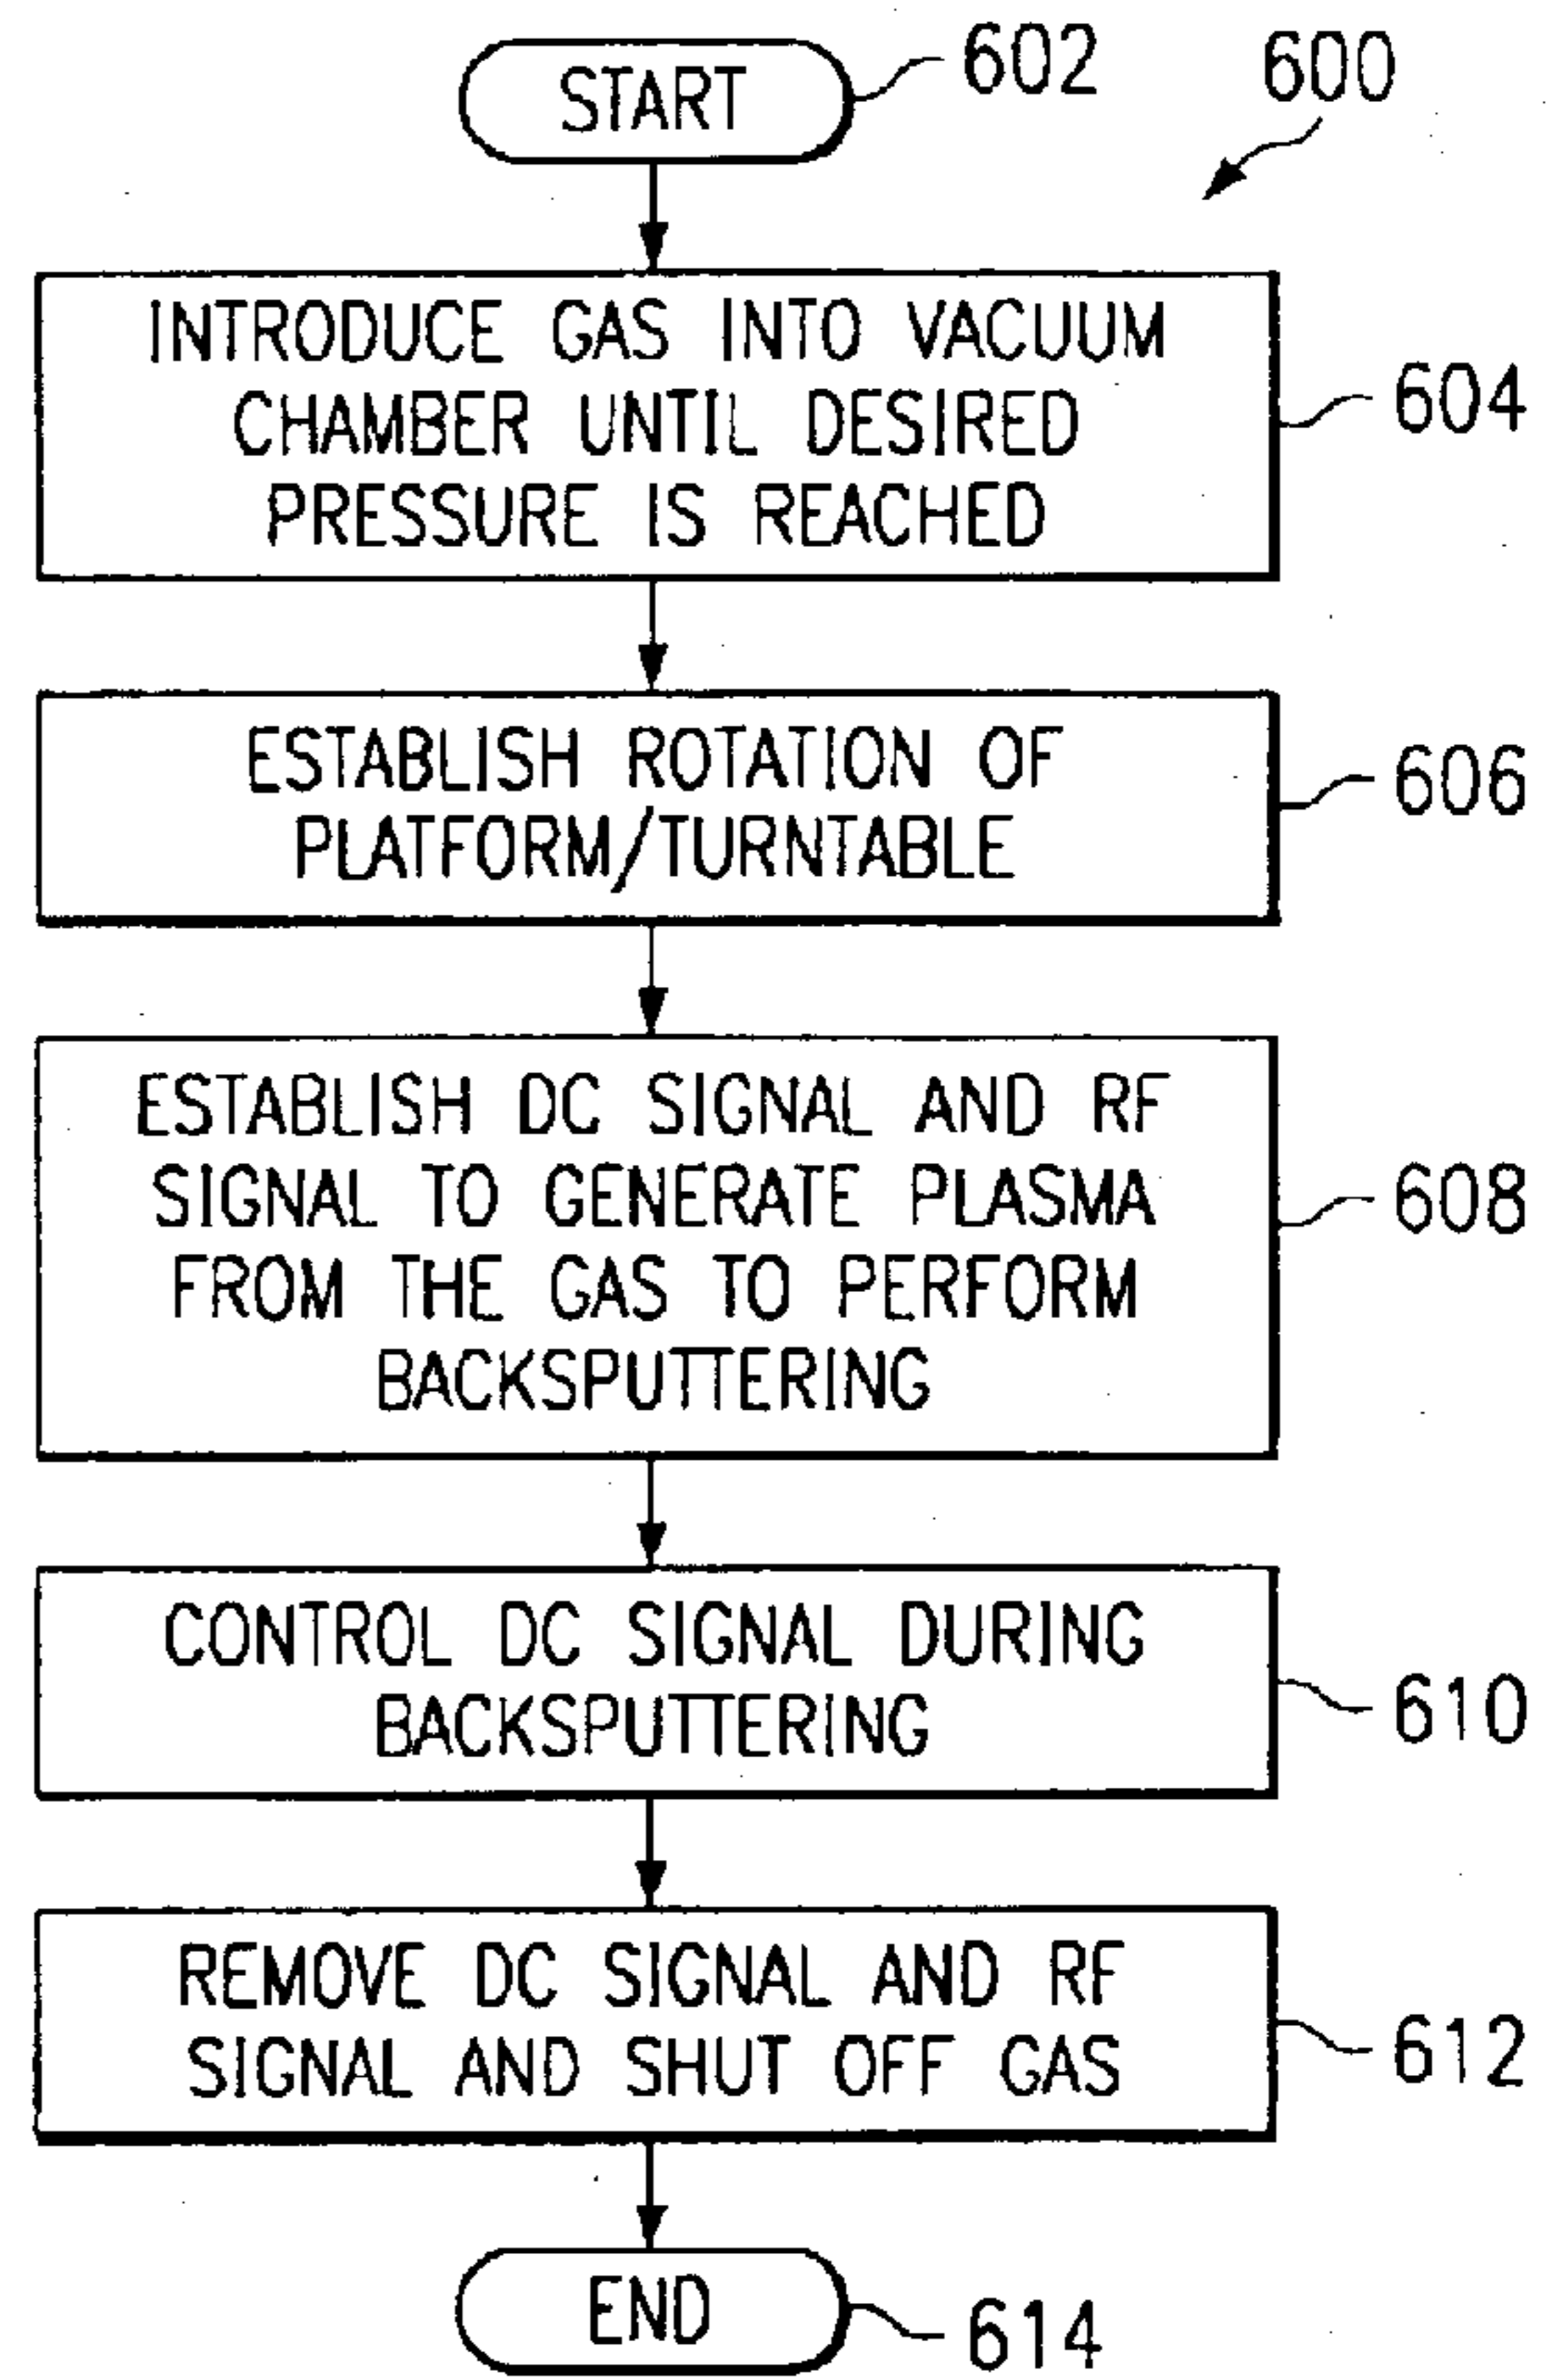 START
602
600
INTRODUCE GAS INTO VACUUM
CHAMBER UNTIL DESIRED
PRESSURE IS REACHED
604
ESTABLISH ROTATION OF
PLATFORM/TURNTABLE
606
ESTABLISH DC SIGNAL AND RF
SIGNAL TO GENERATE PLASMA
FROM THE GAS TO PERFORM
BACKSPUTTERING
608
CONTROL DC SIGNAL DURING
BACKSPUTTERING
610
REMOVE DC SIGNAL AND RF
SIGNAL AND SHUT OFF GAS
612
END
614